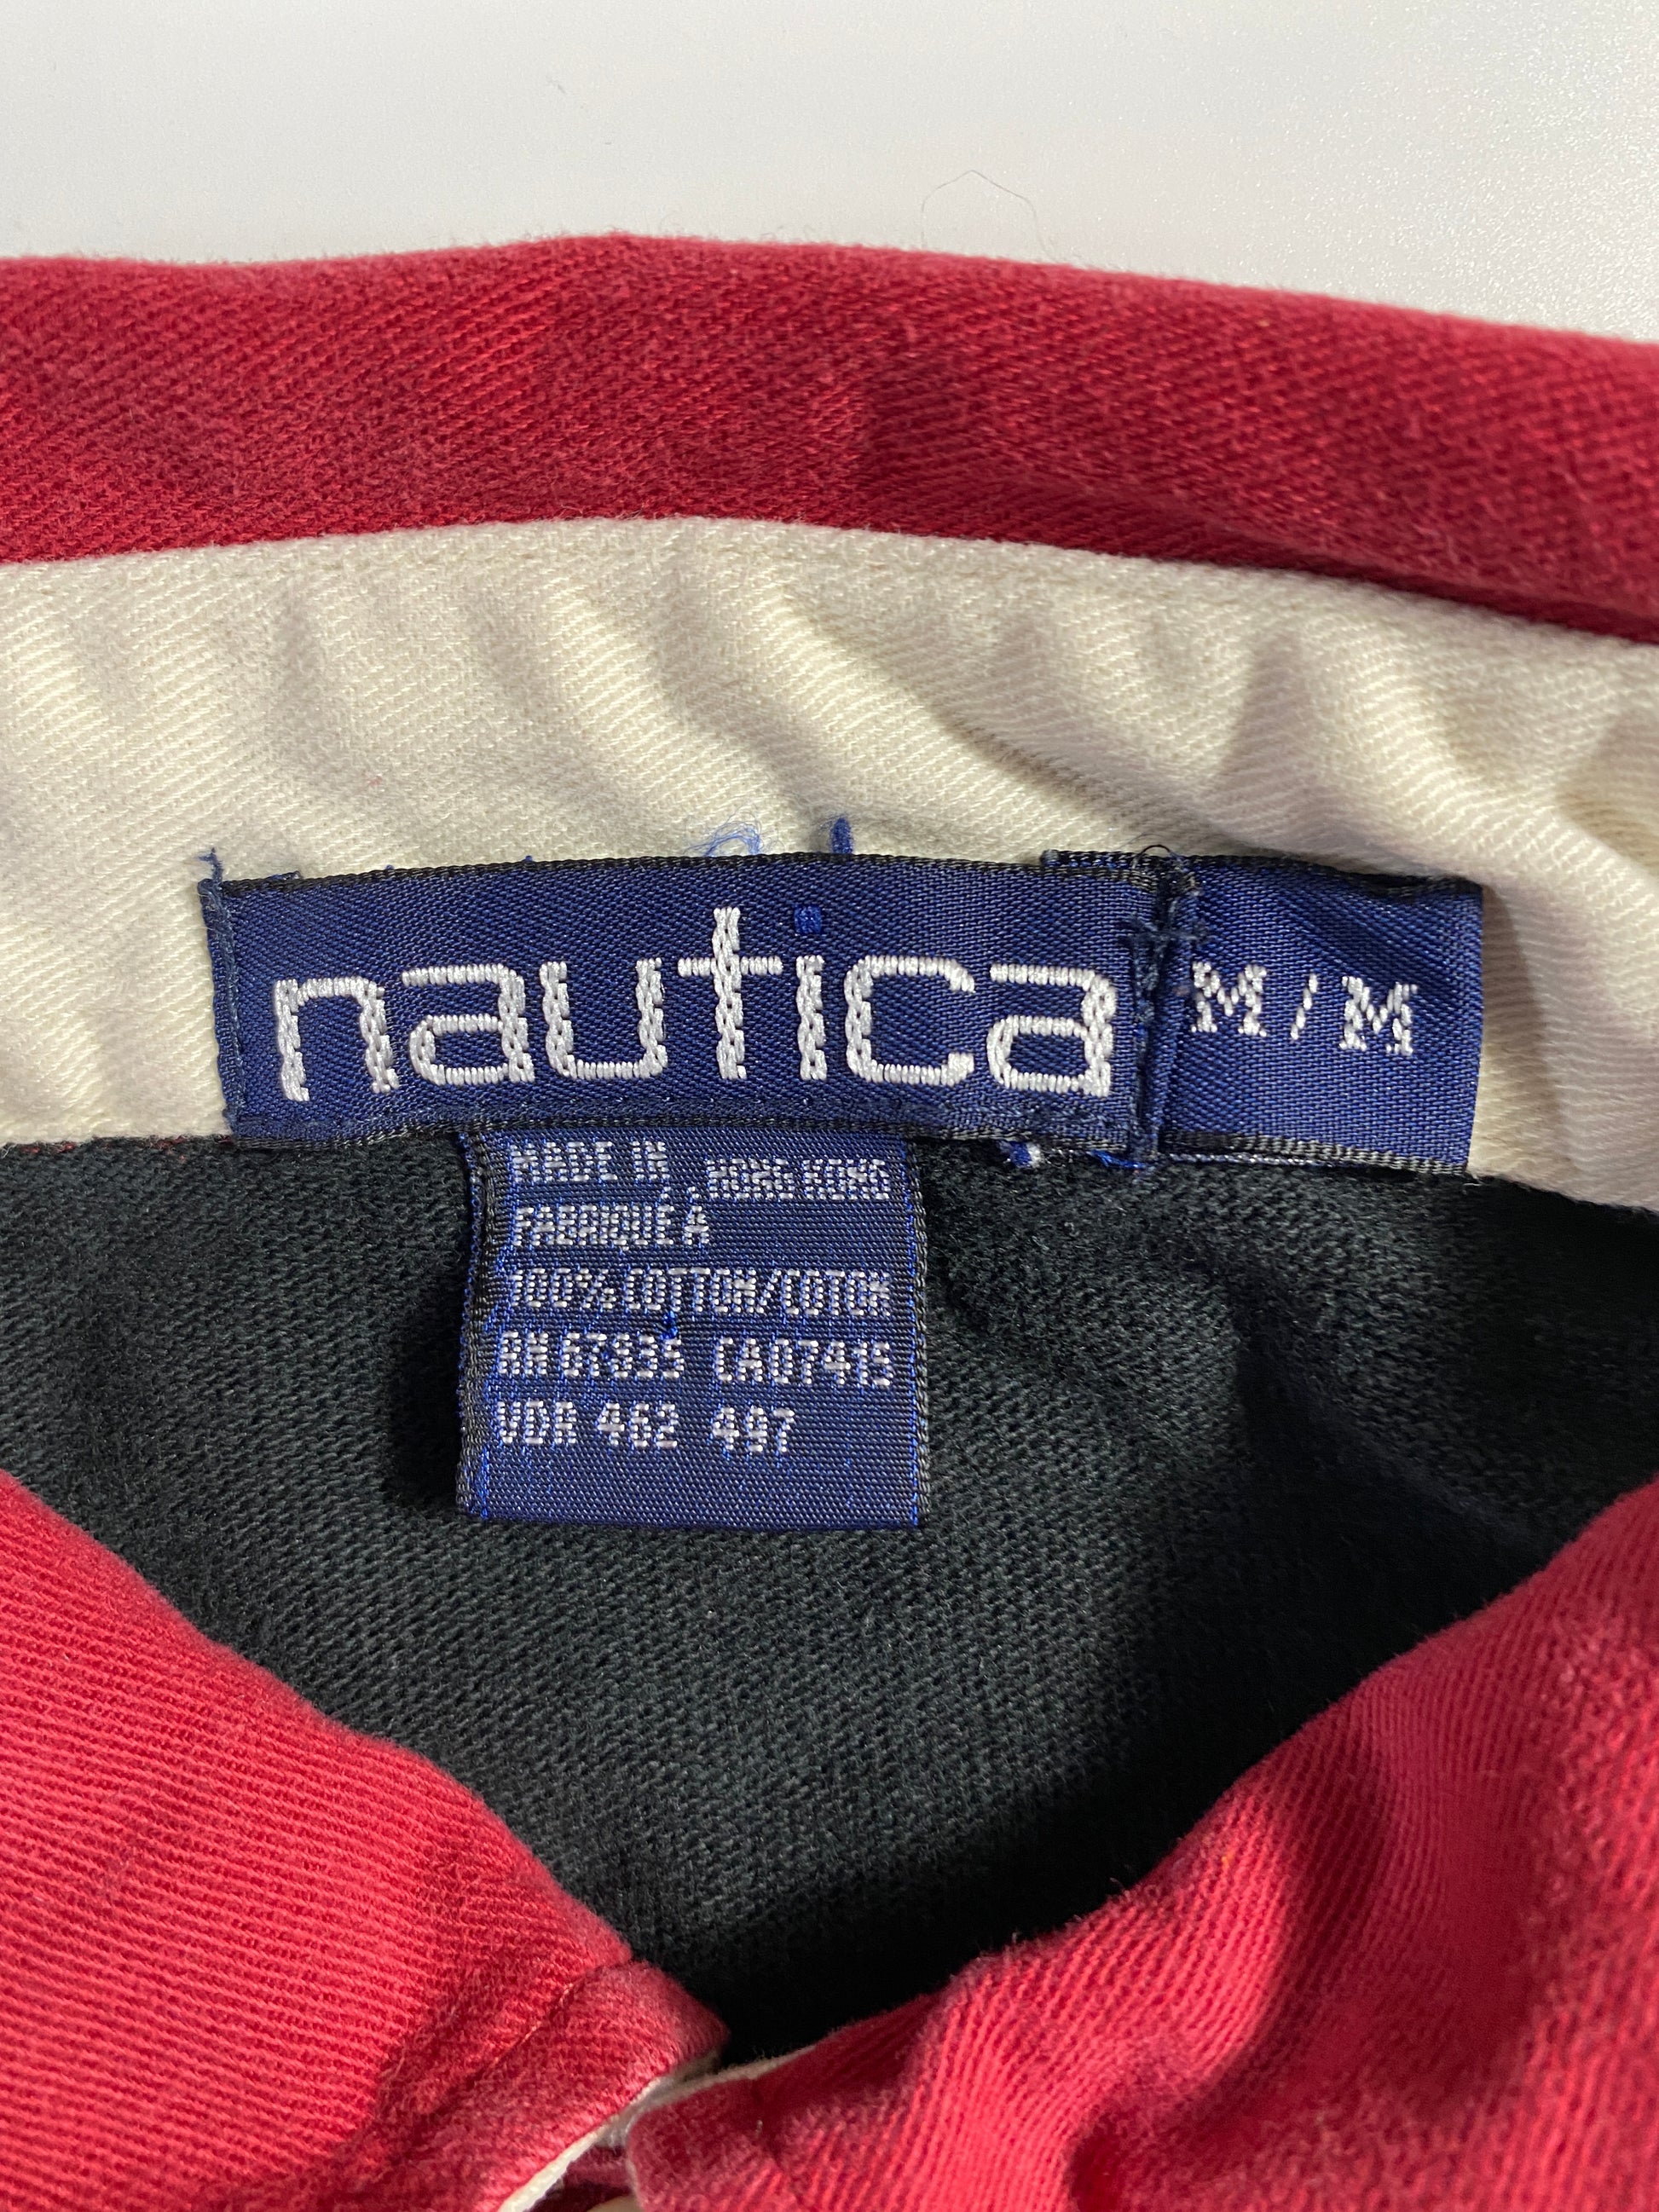 nautica
M/M
MADE IN HONG KONG
FABRIQUE À
100% COTTON/COTON
RN 67835 CA07415
VDR 462 497